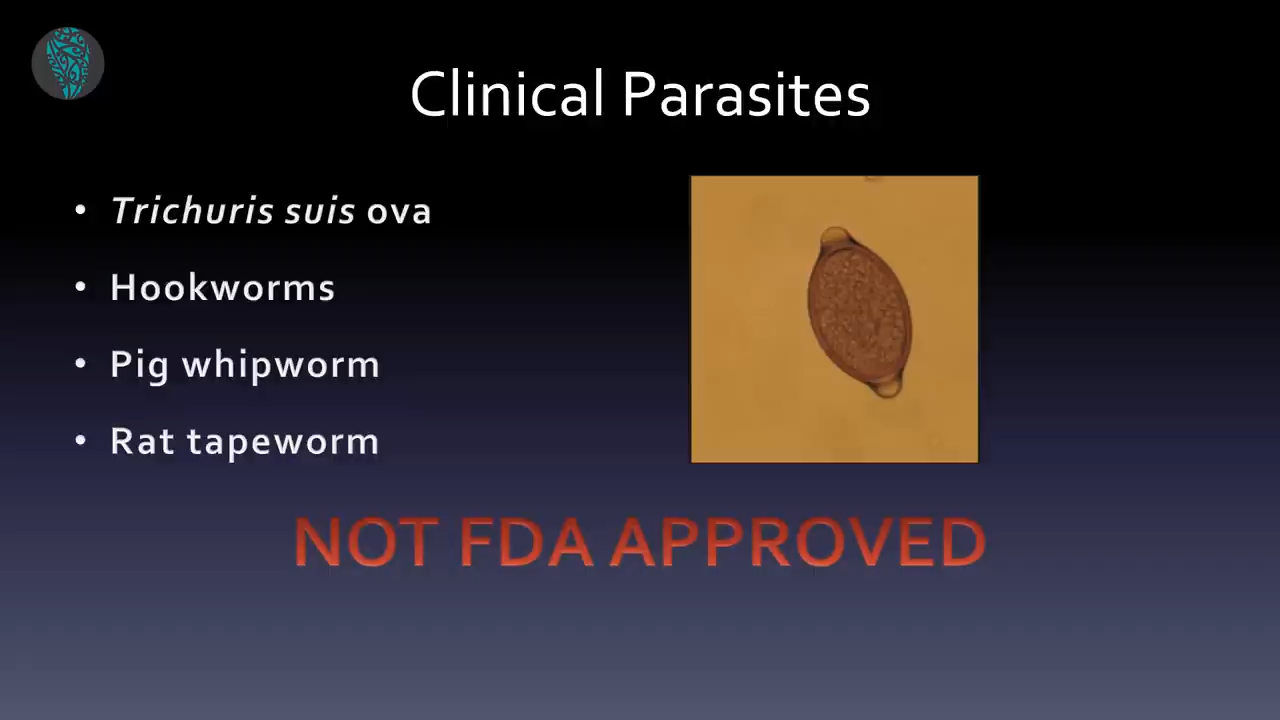 Clinical Parasites
• Trichuris suis ova
• Hookworms
• Pig whipworm
• Rat tapeworm
NOT FDA APPROVED